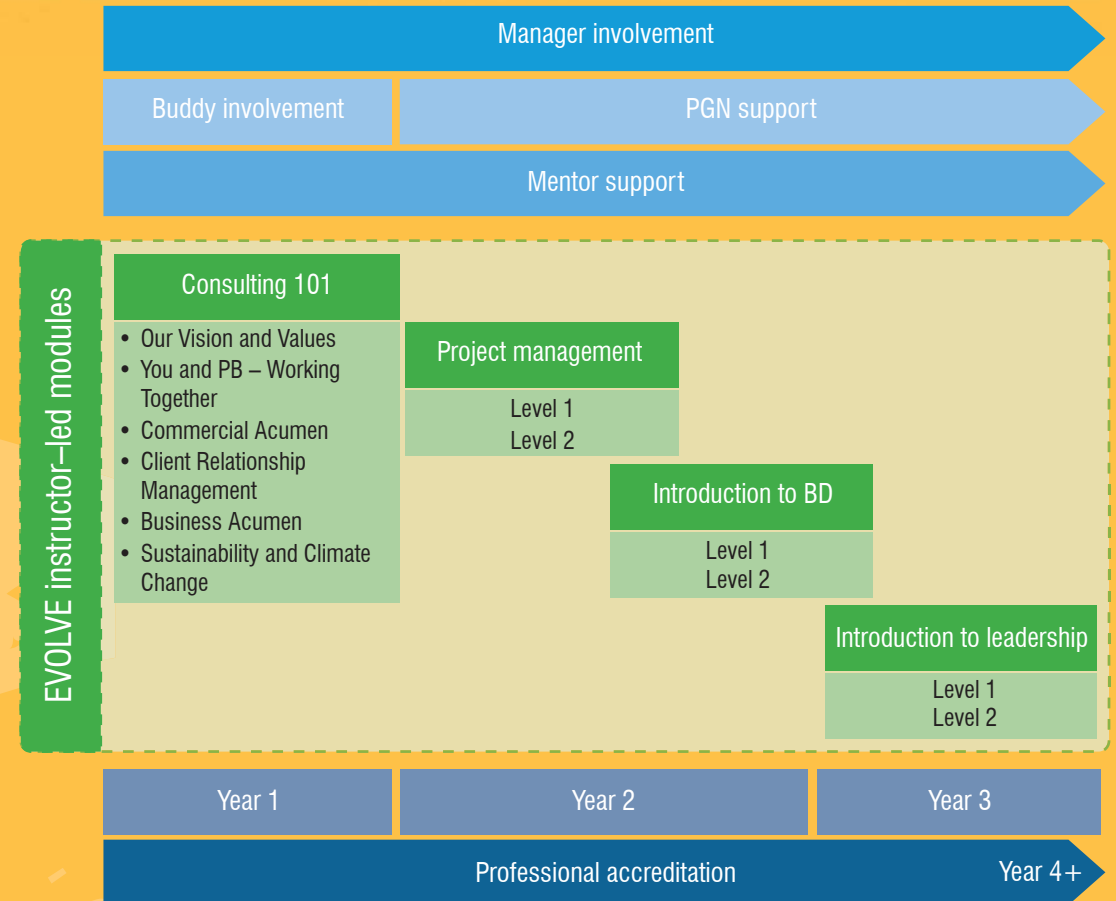 Manager involvement
Buddy involvement
PGN support
Mentor support
EVOLVE instructor–led modules
Consulting 101
• Our Vision and Values
• You and PB – Working
Together
• Commercial Acumen
• Client Relationship
Management
• Business Acumen
• Sustainability and Climate
Change
Project management
Level 1
Level 2
Introduction to BD
Level 1
Level 2
Introduction to leadership
Level 1
Level 2
Year 1
Year 2
Year 3
Professional accreditation
Year 4+